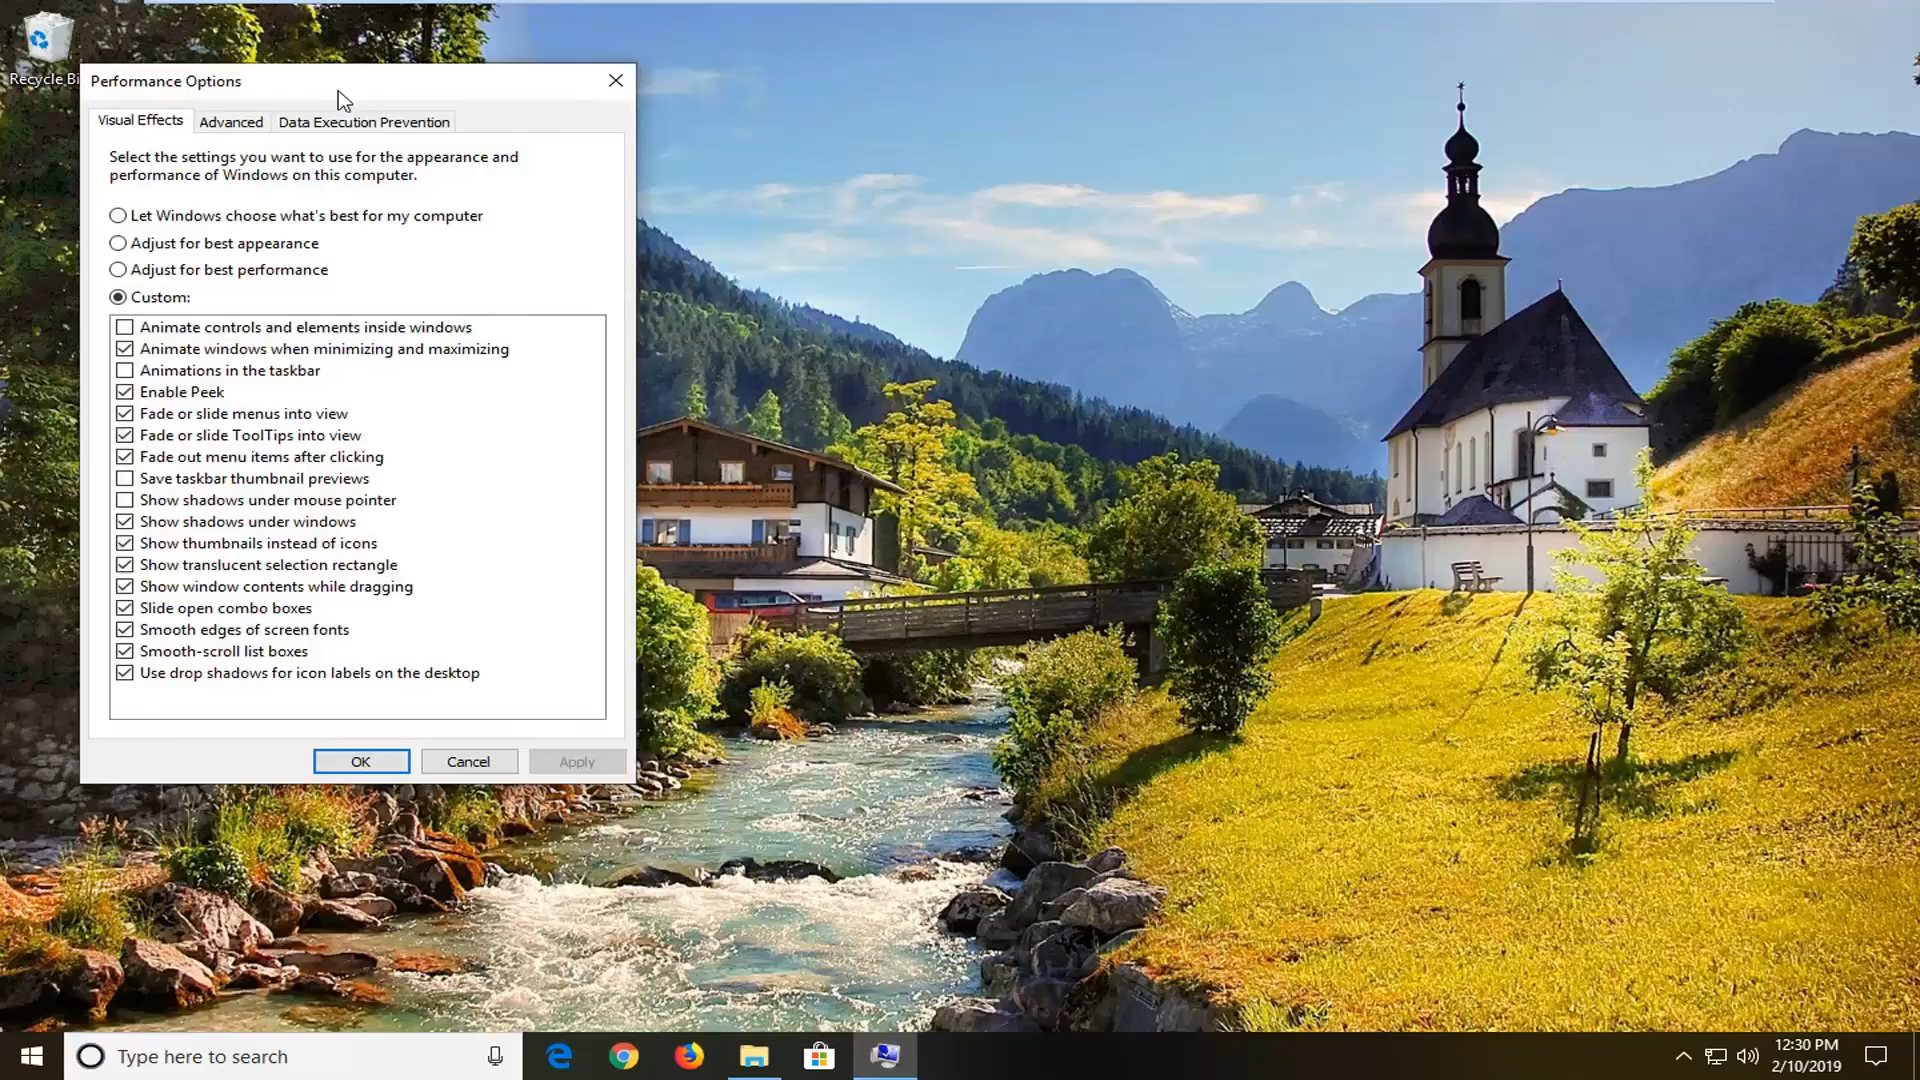 Recycle Bi
Performance Options
Visual Effects
Advanced
Data Execution Prevention
Select the settings you want to use for the appearance and
performance of Windows on this computer.
Let Windows choose what's best for my computer
Adjust for best appearance
Adjust for best performance
Custom:
Animate controls and elements inside windows
Animate windows when minimizing and maximizing
Animations in the taskbar
Enable Peek
Fade or slide menus into view
Fade or slide ToolTips into view
Fade out menu items after clicking
Save taskbar thumbnail previews
Show shadows under mouse pointer
Show shadows under windows
Show thumbnails instead of icons
Show translucent selection rectangle
Show window contents while dragging
Slide open combo boxes
Smooth edges of screen fonts
Smooth-scroll list boxes
Use drop shadows for icon labels on the desktop
OK
Cancel
Apply
Type here to search
12:30 PM
2/10/2019